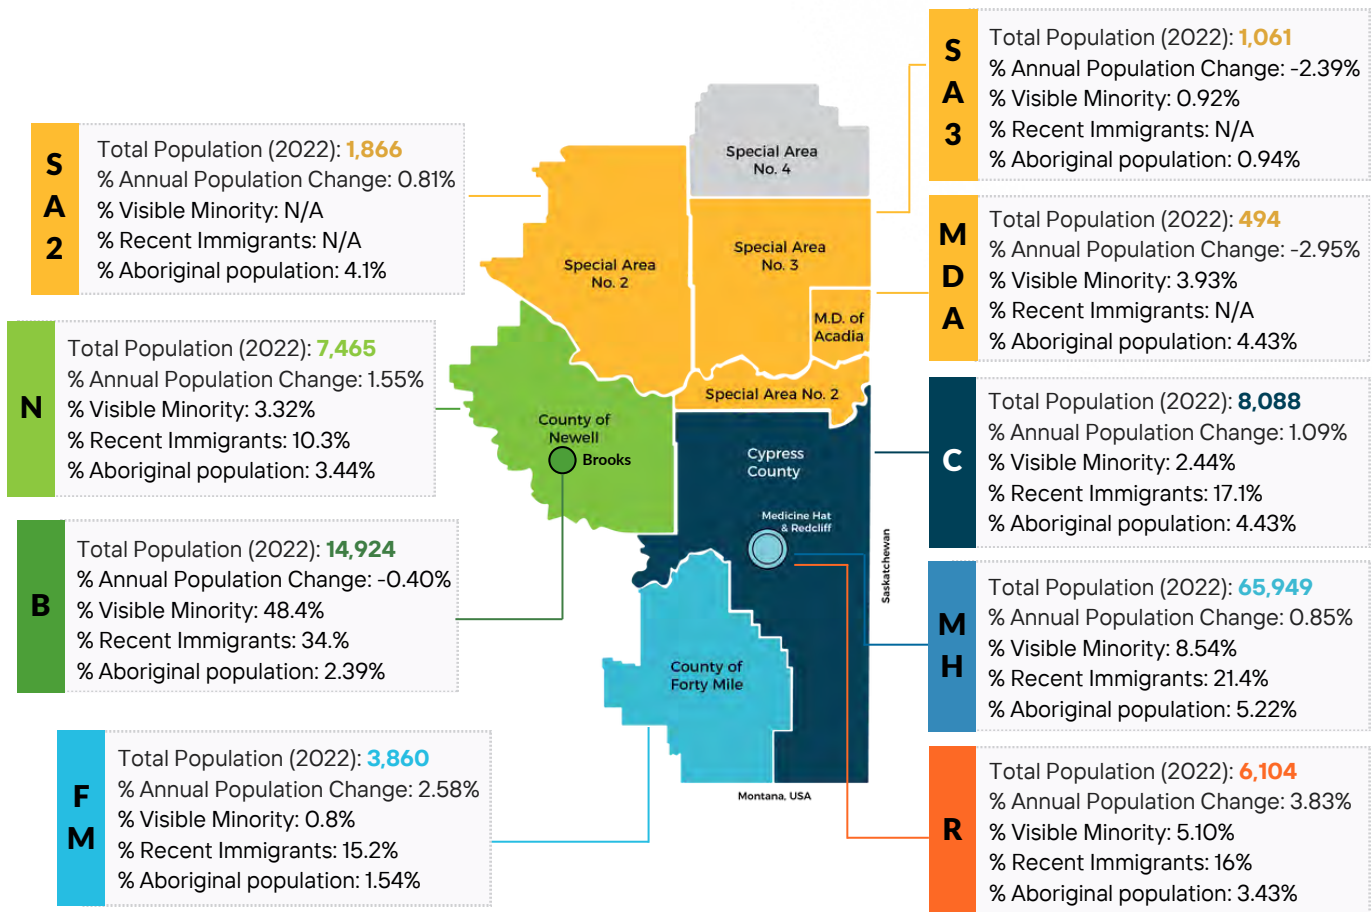 S
A
2
Total Population (2022): 1,866
% Annual Population Change: 0.81%
% Visible Minority: N/A
% Recent Immigrants: N/A
% Aboriginal population: 4.1%
N
Total Population (2022): 7,465
% Annual Population Change: 1.55%
% Visible Minority: 3.32%
% Recent Immigrants: 10.3%
% Aboriginal population: 3.44%
B
Total Population (2022): 14,924
% Annual Population Change: -0.40%
% Visible Minority: 48.4%
% Recent Immigrants: 34.%
% Aboriginal population: 2.39%
F
M
Total Population (2022): 3,860
% Annual Population Change: 2.58%
% Visible Minority: 0.8%
% Recent Immigrants: 15.2%
% Aboriginal population: 1.54%
Special Area
No. 4
Special Area
No. 3
Special Area
No. 2
M.D. of
Acadia
Special Area No. 2
County of
Newell
Brooks
Cypress
County
Medicine Hat
& Redcliff
Saskatchewan
County of
Forty Mile
Montana, USA
S
A
3
Total Population (2022): 1,061
% Annual Population Change: -2.39%
% Visible Minority: 0.92%
% Recent Immigrants: N/A
% Aboriginal population: 0.94%
M
D
A
Total Population (2022): 494
% Annual Population Change: -2.95%
% Visible Minority: 3.93%
% Recent Immigrants: N/A
% Aboriginal population: 4.43%
C
Total Population (2022): 8,088
% Annual Population Change: 1.09%
% Visible Minority: 2.44%
% Recent Immigrants: 17.1%
% Aboriginal population: 4.43%
M
H
Total Population (2022): 65,949
% Annual Population Change: 0.85%
% Visible Minority: 8.54%
% Recent Immigrants: 21.4%
% Aboriginal population: 5.22%
R
Total Population (2022): 6,104
% Annual Population Change: 3.83%
% Visible Minority: 5.10%
% Recent Immigrants: 16%
% Aboriginal population: 3.43%